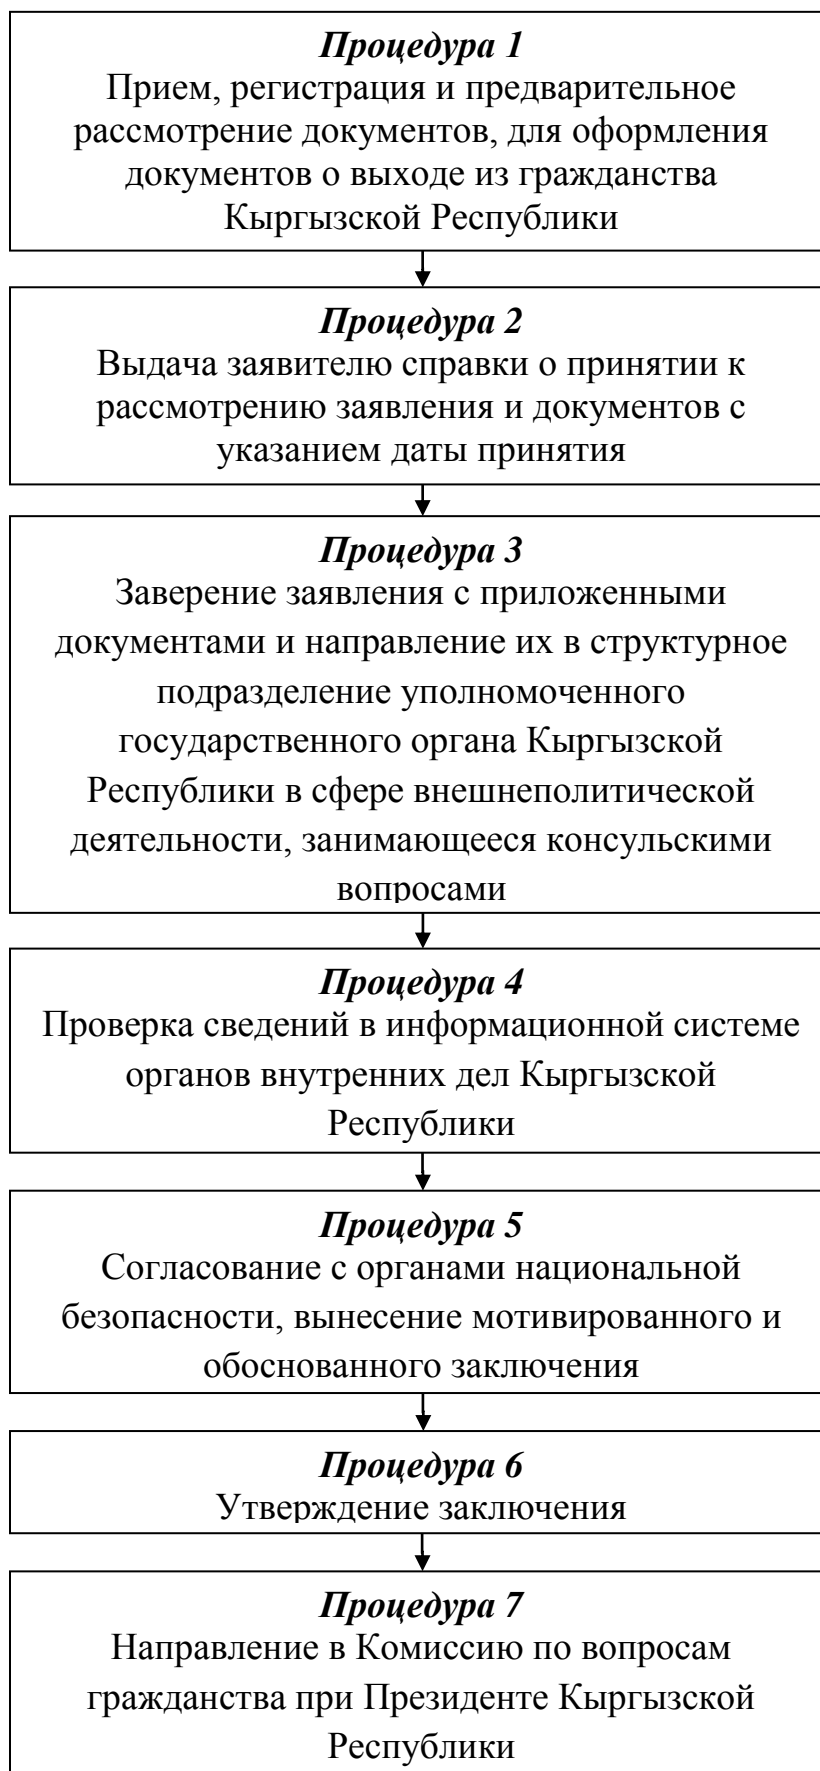 Процедура 1
Прием, регистрация и предварительное
рассмотрение документов, для оформления
документов о выходе из гражданства
Кыргызской Республики
Процедура 2
Выдача заявителю справки о принятии к
рассмотрению заявления и документов с
указанием даты принятия
Процедура 3
Заверение заявления с приложенными
документами и направление их в структурное
подразделение уполномоченного
государственного органа Кыргызской
Республики в сфере внешнеполитической
деятельности, занимающееся консульскими
вопросами
Процедура 4
Проверка сведений в информационной системе
органов внутренних дел Кыргызской
Республики
Процедура 5
Согласование с органами национальной
безопасности, вынесение мотивированного и
обоснованного заключения
Процедура 6
Утверждение заключения
Процедура 7
Направление в Комиссию по вопросам
гражданства при Президенте Кыргызской
Республики